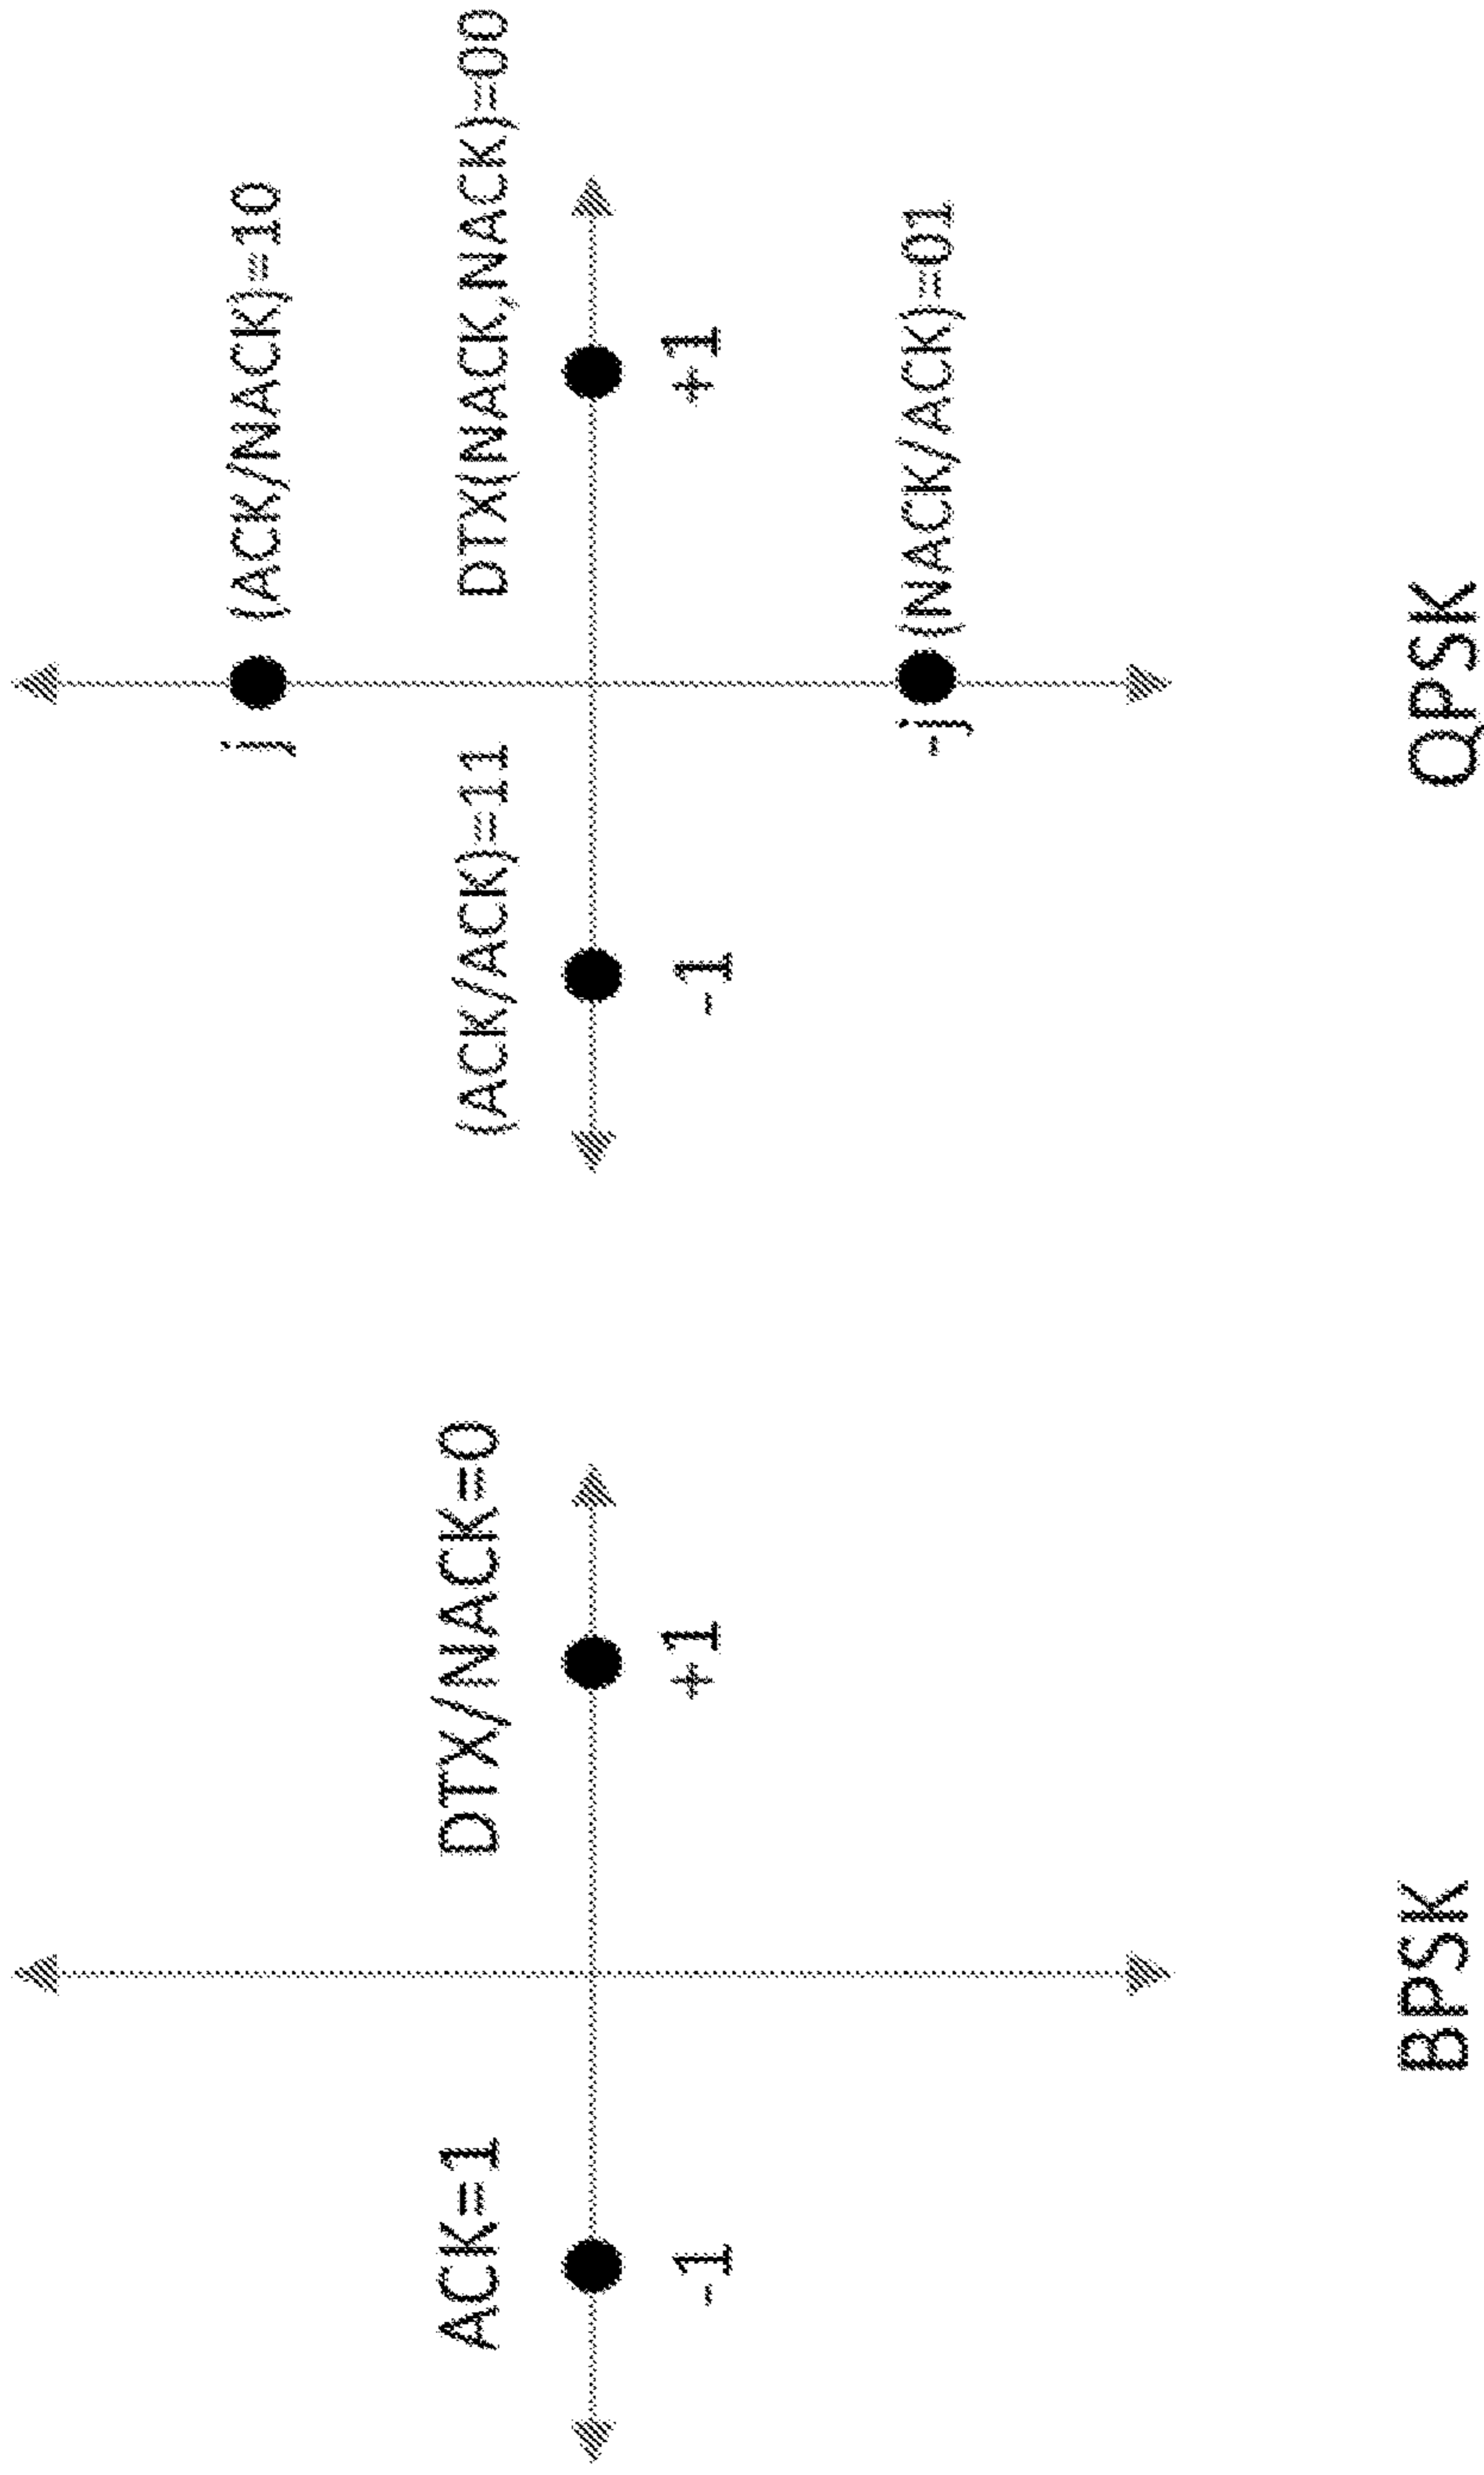 ACK=1
DTX/NACK=0
-1
+1
BPSK
j
(ACK/NACK)=10
(ACK/ACK)=11
DTX(NACK,NACK)=00
-1
+1
-j
(NACK/ACK)=01
QPSK